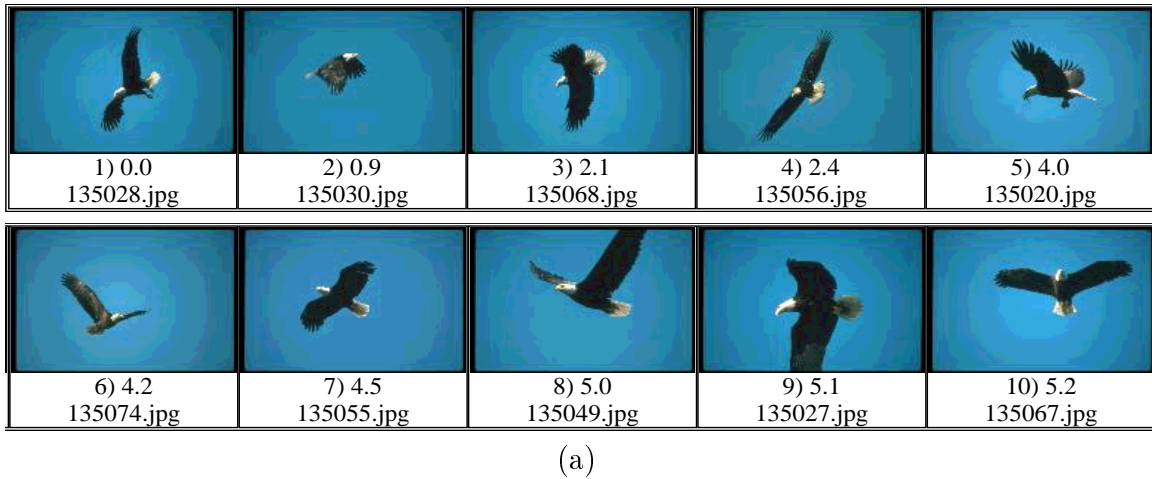 1) 0.0
135028.jpg
2) 0.9
135030.jpg
3) 2.1
135068.jpg
4) 2.4
135056.jpg
5) 4.0
135020.jpg
6) 4.2
135074.jpg
7) 4.5
135055.jpg
8) 5.0
135049.jpg
9) 5.1
135027.jpg
10) 5.2
135067.jpg
(a)